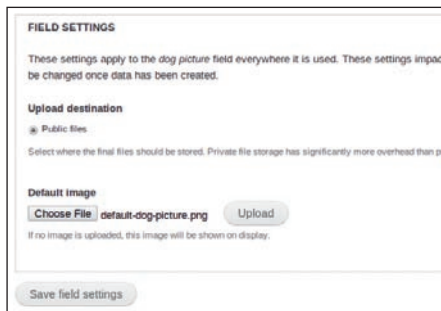 FIELD SETTINGS
These settings apply to the dog picture field everywhere it is used. These settings impac
be changed once data has been created.
Upload destination
Public files
Select where the final files should be stored. Private file storage has significantly more overhead than p
Default image
Choose File default-dog-picture.png Upload
If no image is uploaded, this image will be shown on display.
Save field settings